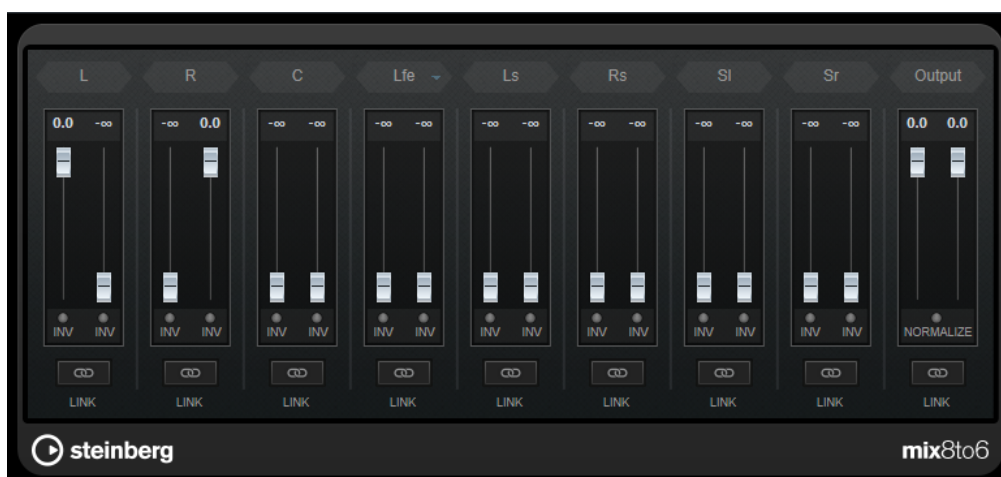 L R C Lfe Ls Rs Sl Sr Output
0.0 -∞ -∞ 0.0 -∞ -∞ -∞ -∞ -∞ -∞ -∞ -∞ -∞ -∞ -∞ -∞ 0.0 0.0
INV INV INV INV INV INV INV INV INV INV INV INV INV INV INV INV NORMALIZE
LINK LINK LINK LINK LINK LINK LINK LINK LINK
steinberg mix8to6